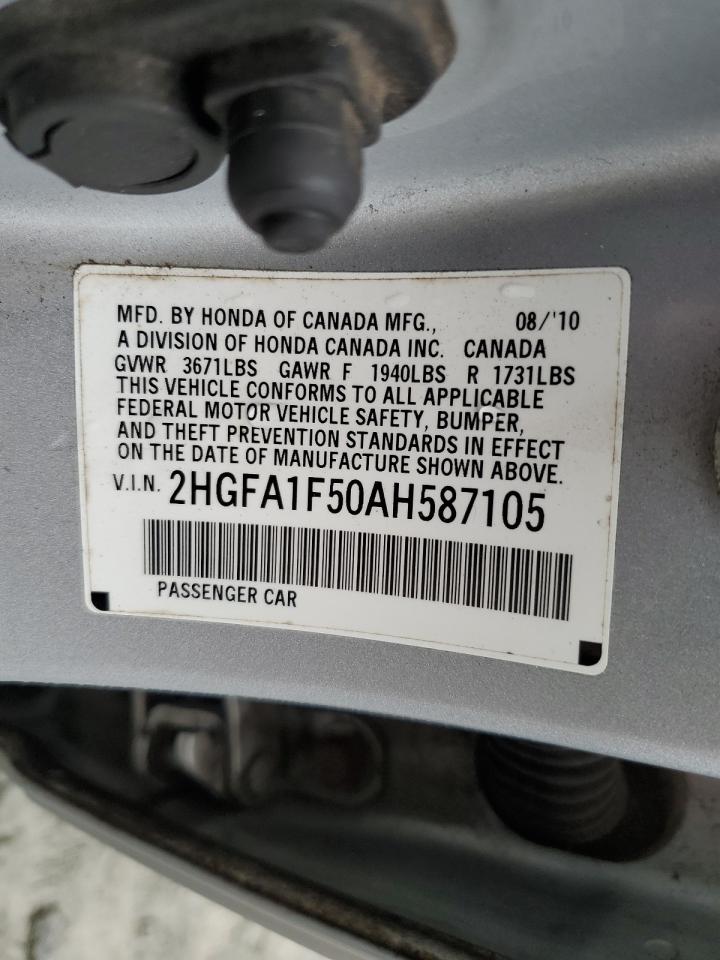 MFD. BY HONDA OF CANADA MFG., 08/'10
A DIVISION OF HONDA CANADA INC. CANADA
GVWR 3671LBS GAWR F 1940LBS R 1731LBS
THIS VEHICLE CONFORMS TO ALL APPLICABLE
FEDERAL MOTOR VEHICLE SAFETY, BUMPER,
AND THEFT PREVENTION STANDARDS IN EFFECT
ON THE DATE OF MANUFACTURE SHOWN ABOVE.
V.I.N. 2HGFA1F50AH587105
PASSENGER CAR